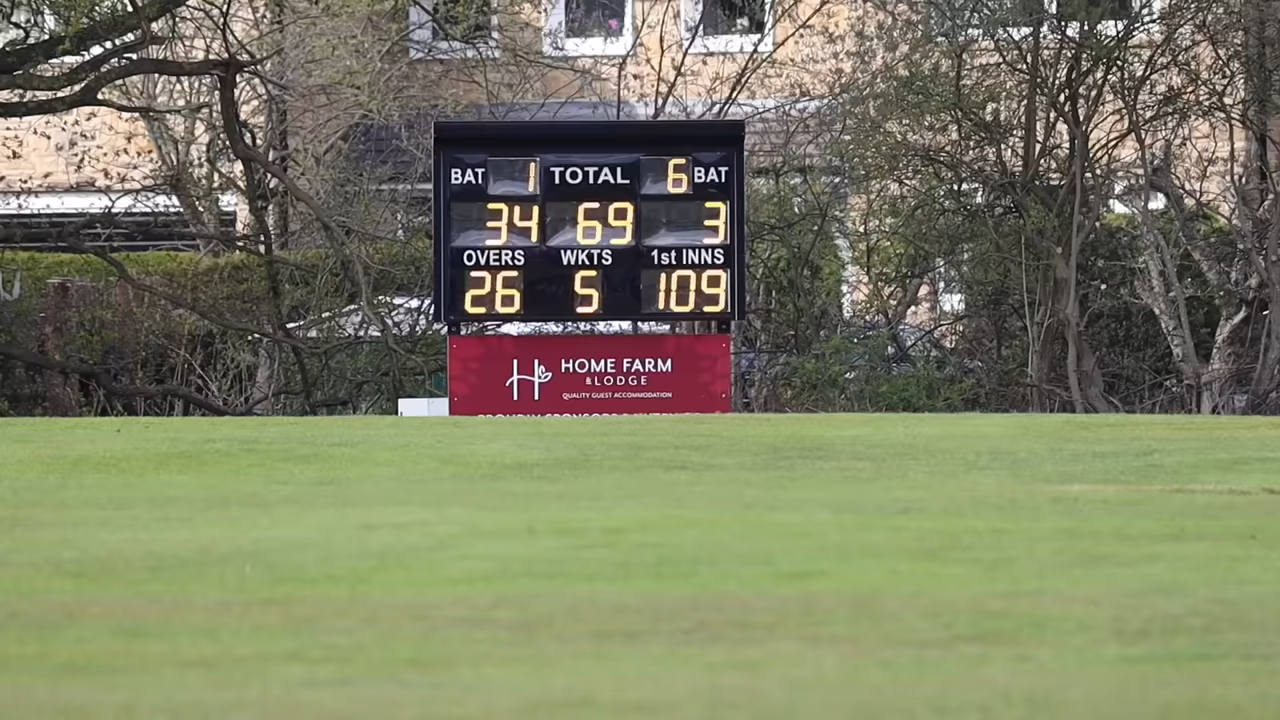 BAT 1 TOTAL 6 BAT
34 69 3
OVERS WKTS 1st INNS
26 5 109
HOME FARM
& LODGE
QUALITY GUEST ACCOMMODATION